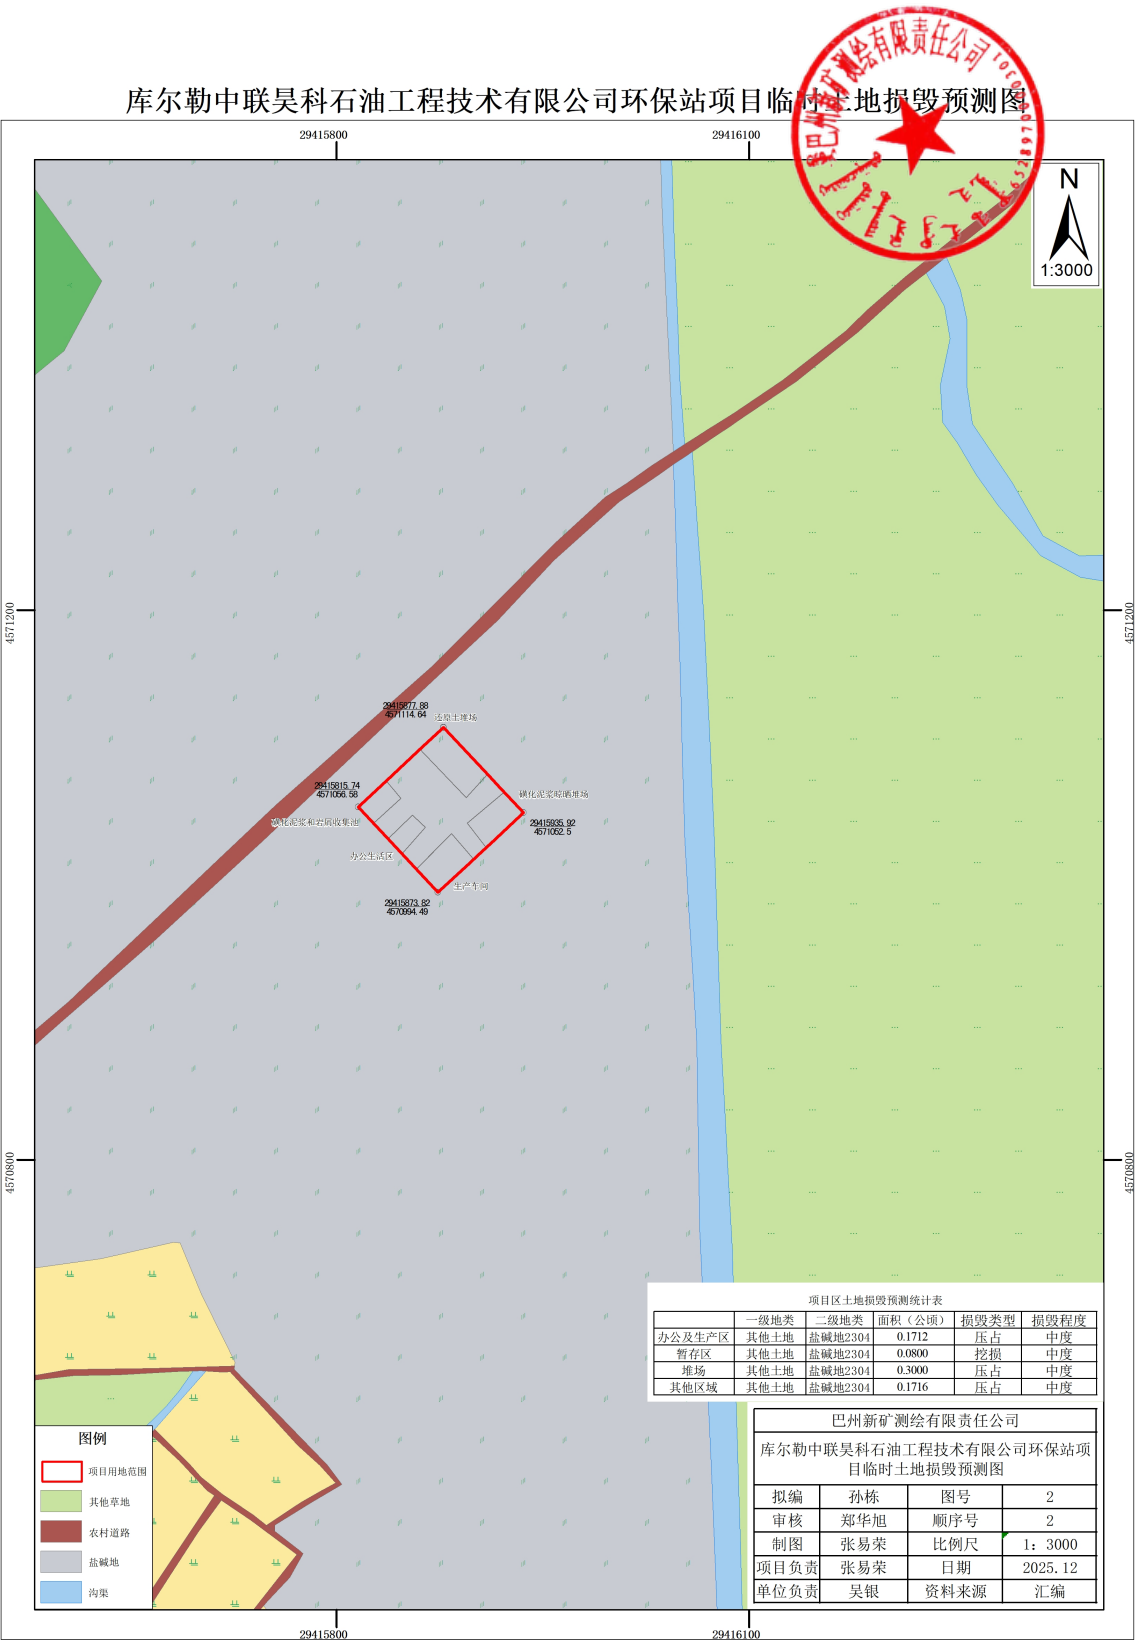 库尔勒中联昊科石油工程技术有限公司环保站项目临时土地损毁预测图
巴州新矿测绘有限责任公司
29415800
29416100
N
1:3000
4571200
4571200
29415877.88
4571114.64
还原土堆场
29415815.74
4571056.58
磺化泥浆晾晒堆场
磺化泥浆和岩屑收集池
29415935.92
4571052.5
办公生活区
生产车间
29415873.82
4570994.49
4570800
4570800
项目区土地损毁预测统计表
一级地类 二级地类 面积（公顷） 损毁类型 损毁程度
办公及生产区 其他土地 盐碱地2304 0.1712 压占 中度
暂存区 其他土地 盐碱地2304 0.0800 挖损 中度
堆场 其他土地 盐碱地2304 0.3000 压占 中度
其他区域 其他土地 盐碱地2304 0.1716 压占 中度
图例
项目用地范围
其他草地
农村道路
盐碱地
沟渠
巴州新矿测绘有限责任公司
库尔勒中联昊科石油工程技术有限公司环保站项
目临时土地损毁预测图
拟编 孙栋 图号 2
审核 郑华旭 顺序号 2
制图 张易荣 比例尺 1：3000
项目负责 张易荣 日期 2025.12
单位负责 吴银 资料来源 汇编
29415800
29416100